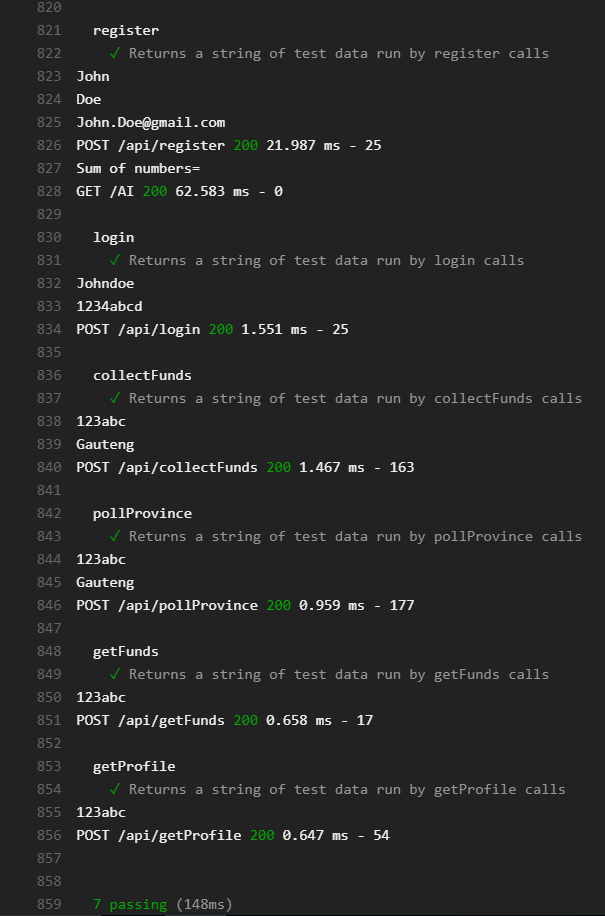 820
821 register
822 ✓ Returns a string of test data run by register calls
823 John
824 Doe
825 John.Doe@gmail.com
826 POST /api/register 200 21.987 ms - 25
827 Sum of numbers=
828 GET /AI 200 62.583 ms - 0
829
830 login
831 ✓ Returns a string of test data run by login calls
832 Johndoe
833 1234abcd
834 POST /api/login 200 1.551 ms - 25
835
836 collectFunds
837 ✓ Returns a string of test data run by collectFunds calls
838 123abc
839 Gauteng
840 POST /api/collectFunds 200 1.467 ms - 163
841
842 pollProvince
843 ✓ Returns a string of test data run by pollProvince calls
844 123abc
845 Gauteng
846 POST /api/pollProvince 200 0.959 ms - 177
847
848 getFunds
849 ✓ Returns a string of test data run by getFunds calls
850 123abc
851 POST /api/getFunds 200 0.658 ms - 17
852
853 getProfile
854 ✓ Returns a string of test data run by getProfile calls
855 123abc
856 POST /api/getProfile 200 0.647 ms - 54
857
858
859 7 passing (148ms)